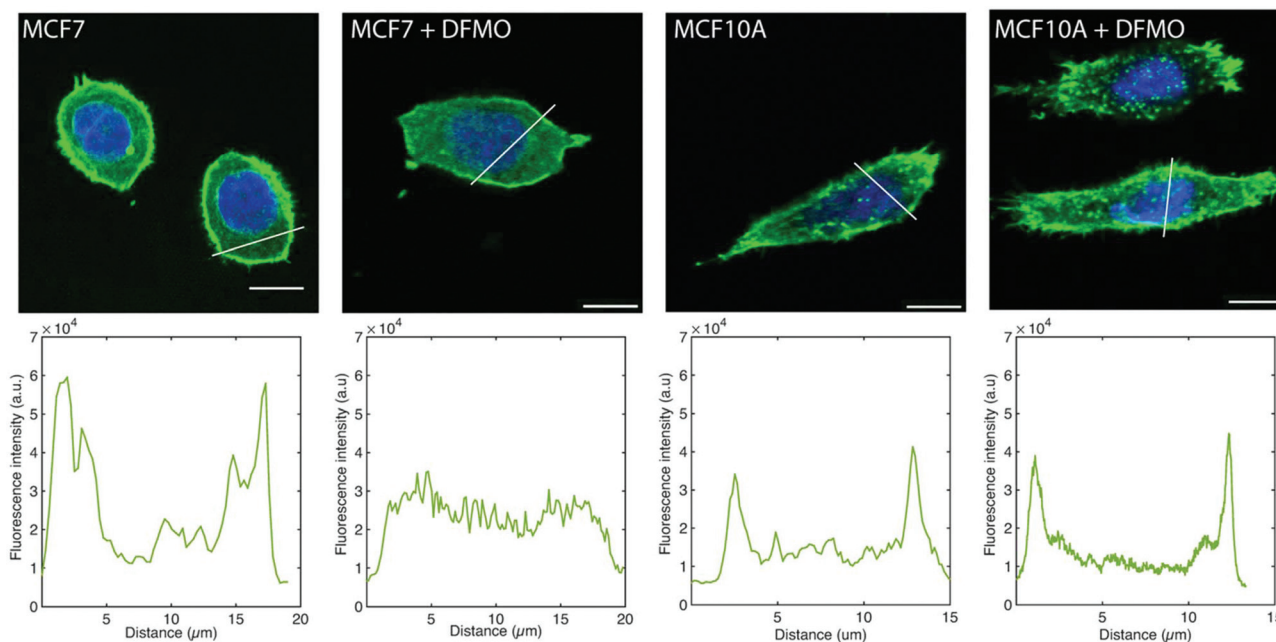 MCF7
MCF7 + DFMO
MCF10A
MCF10A + DFMO
7 × 10⁴
6
5
4
3
2
1
0
Fluorescence intensity (a.u.)
5
10
15
20
Distance (µm)
7 × 10⁴
6
5
4
3
2
1
0
Fluorescence intensity (a.u)
5
10
15
20
Distance (µm)
7 × 10⁴
6
5
4
3
2
1
0
Fluorescence intensity (a.u)
5
10
15
Distance (µm)
7 × 10⁴
6
5
4
3
2
1
0
Fluorescence intensity (a.u)
5
10
15
Distance (µm)